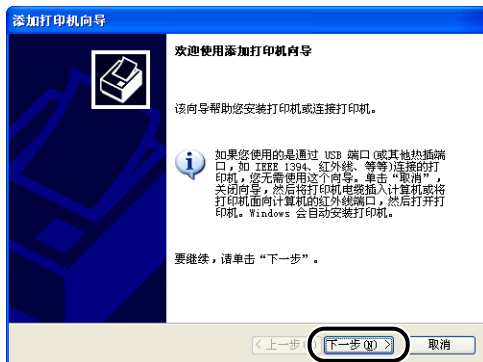 添加打印机向导
欢迎使用添加打印机向导
该向导帮助您安装打印机或连接打印机。
如果您使用的是通过 USB 端口(或其他热插端
口，如 IEEE 1394、红外线、等等)连接的打
印机，您无需使用这个向导。单击“取消”，
关闭向导，然后将打印机电缆插入计算机或将
打印机面向计算机的红外线端口，然后打开打
印机。Windows 会自动安装打印机。
要继续，请单击“下一步”。
< 上一步( 下一步(N) > 取消